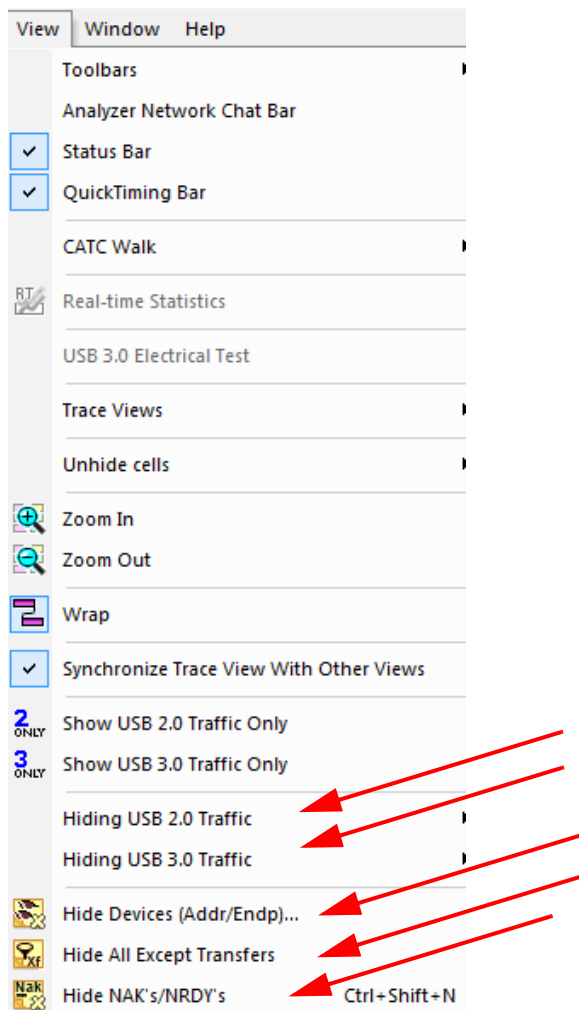 View Window Help
Toolbars
Analyzer Network Chat Bar
Status Bar
QuickTiming Bar
CATC Walk
RT Real-time Statistics
USB 3.0 Electrical Test
Trace Views
Unhide cells
Zoom In
Zoom Out
Wrap
Synchronize Trace View With Other Views
2 ONLY Show USB 2.0 Traffic Only
3 ONLY Show USB 3.0 Traffic Only
Hiding USB 2.0 Traffic
Hiding USB 3.0 Traffic
Hide Devices (Addr/Endp)...
Xf Hide All Except Transfers
Nak Hide NAK's/NRDY's Ctrl+Shift+N